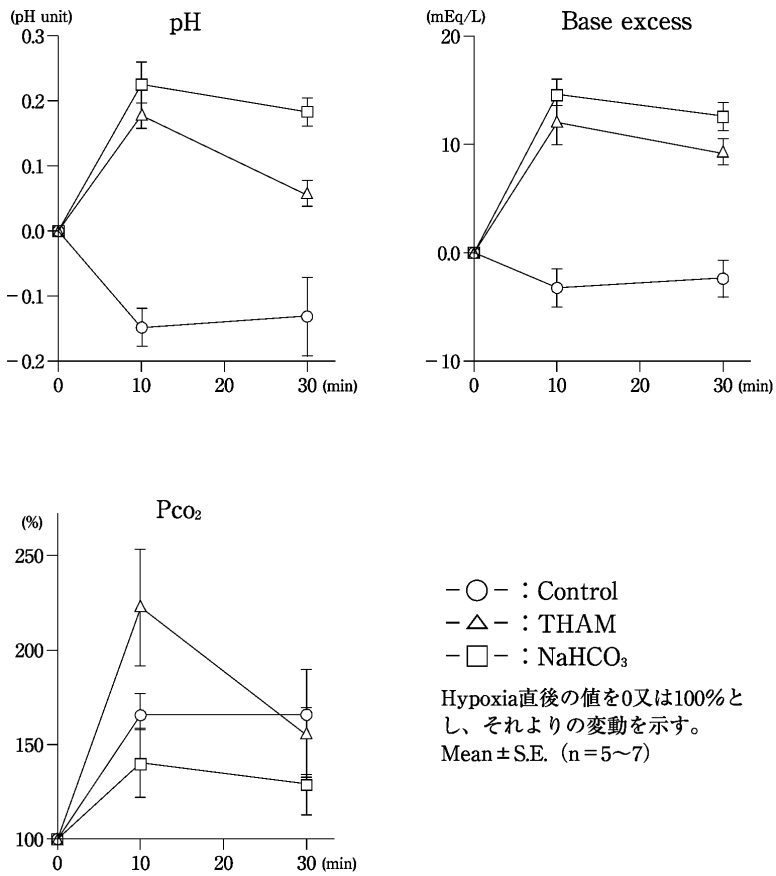 (pH unit)
pH
0.3
0.2
0.1
0.0
−0.1
−0.2
0 10 20 30 (min)
(mEq/L)
Base excess
20
10
0.0
−10
0 10 20 30 (min)
(%)
Pco₂
250
200
150
100
0 10 20 30 (min)
−○−：Control
−△−：THAM
−□−：NaHCO₃
Hypoxia直後の値を0又は100%と
し、それよりの変動を示す。
Mean±S.E.（n＝5〜7）